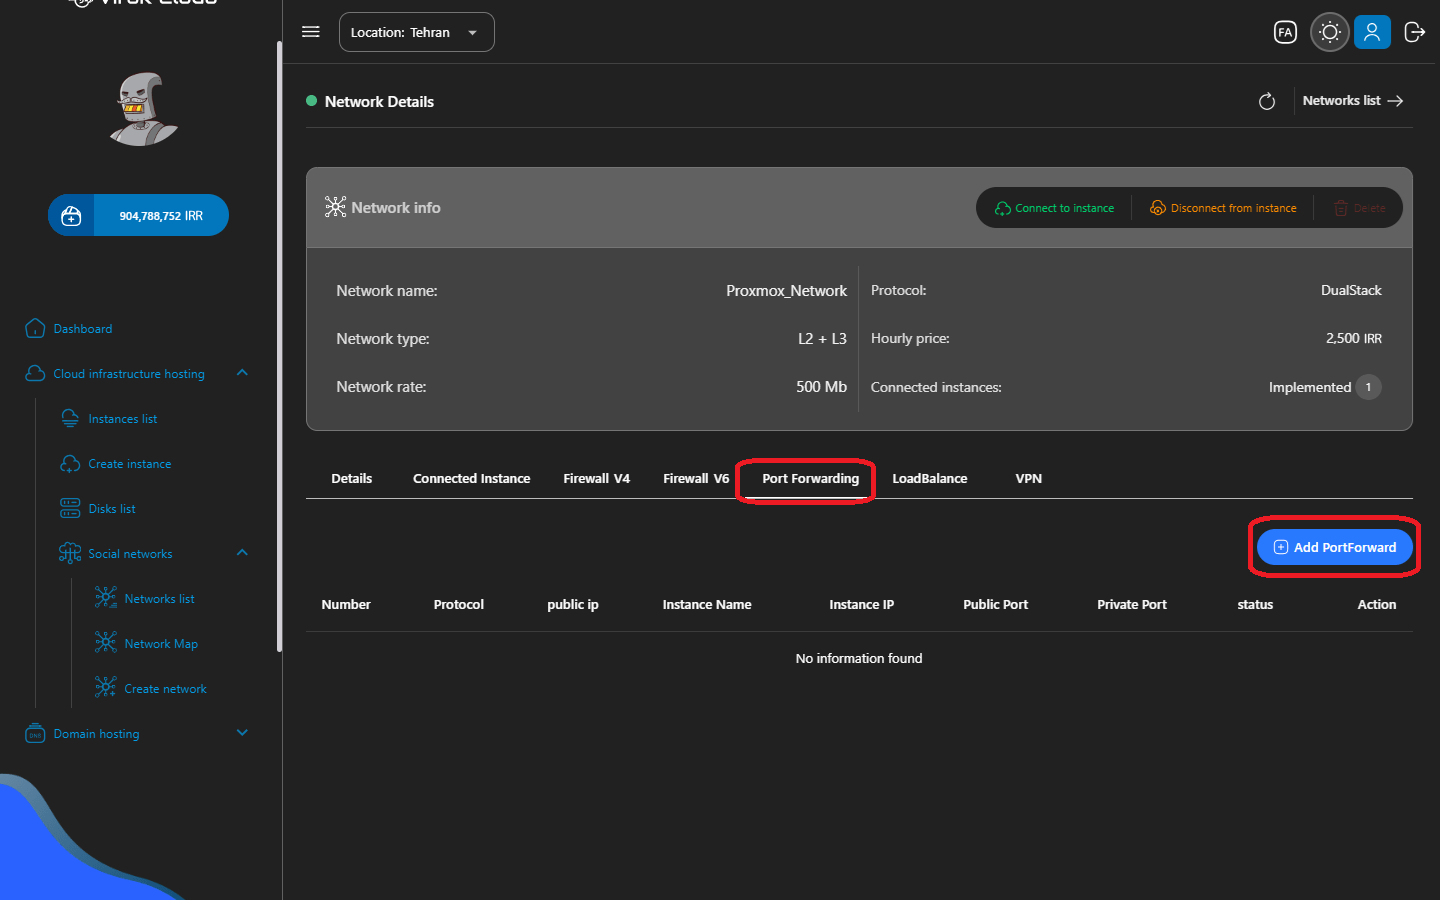 Location: Tehran
FA
904,788,752 IRR
Dashboard
Cloud infrastructure hosting
Instances list
Create instance
Disks list
Social networks
Networks list
Network Map
Create network
Domain hosting
Network Details
Networks list
Network info
Connect to instance
Disconnect from instance
Delete
Network name: Proxmox_Network
Protocol: DualStack
Network type: L2 + L3
Hourly price: 2,500 IRR
Network rate: 500 Mb
Connected instances: Implemented 1
Details Connected Instance Firewall V4 Firewall V6 Port Forwarding LoadBalance VPN
Add PortForward
Number Protocol public ip Instance Name Instance IP Public Port Private Port status Action
No information found